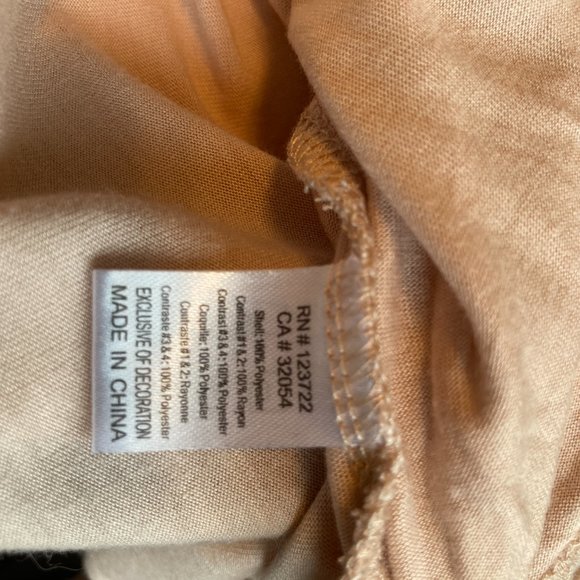 RN# 123722
CA# 32054
Shell: 100% Polyester
Contrast #1 & 2: 100% Rayon
Contrast #3 & 4: 100% Polyester
Coquille: 100% Polyester
Contraste #1 & 2: Rayonne
Contraste #3 & 4: 100% Polyester
EXCLUSIVE OF DECORATION
MADE IN CHINA